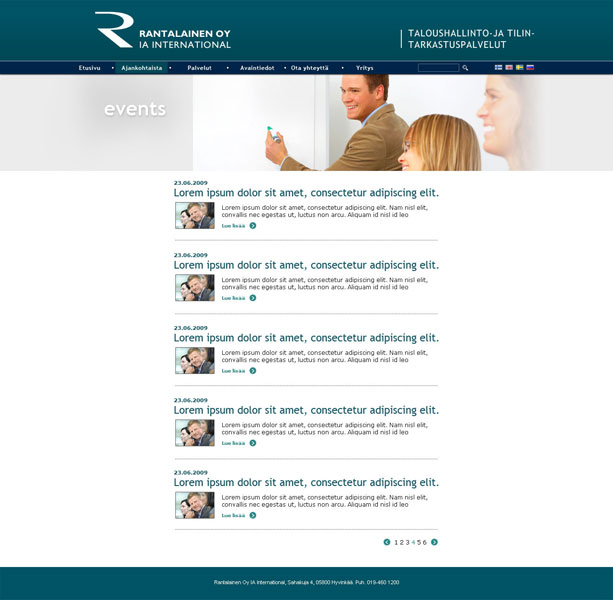 RANTALAINEN OY
IA INTERNATIONAL
TALOUSHALLINTO-JA TILIN-
TARKASTUSPALVELUT
Etusivu • Ajankohtaista • Palvelut • Avaintiedot • Ota yhteyttä • Yritys
events
23.06.2009
Lorem ipsum dolor sit amet, consectetur adipiscing elit.
Lorem ipsum dolor sit amet, consectetur adipiscing elit. Nam nisl elit,
convallis nec egestas ut, luctus non arcu. Aliquam id nisl id leo
Lue lisää
23.06.2009
Lorem ipsum dolor sit amet, consectetur adipiscing elit.
Lorem ipsum dolor sit amet, consectetur adipiscing elit. Nam nisl elit,
convallis nec egestas ut, luctus non arcu. Aliquam id nisl id leo
Lue lisää
23.06.2009
Lorem ipsum dolor sit amet, consectetur adipiscing elit.
Lorem ipsum dolor sit amet, consectetur adipiscing elit. Nam nisl elit,
convallis nec egestas ut, luctus non arcu. Aliquam id nisl id leo
Lue lisää
23.06.2009
Lorem ipsum dolor sit amet, consectetur adipiscing elit.
Lorem ipsum dolor sit amet, consectetur adipiscing elit. Nam nisl elit,
convallis nec egestas ut, luctus non arcu. Aliquam id nisl id leo
Lue lisää
23.06.2009
Lorem ipsum dolor sit amet, consectetur adipiscing elit.
Lorem ipsum dolor sit amet, consectetur adipiscing elit. Nam nisl elit,
convallis nec egestas ut, luctus non arcu. Aliquam id nisl id leo
Lue lisää
1 2 3 4 5 6
Rantalainen Oy IA International, Sahakuja 4, 05800 Hyvinkää. Puh. 019-460 1200